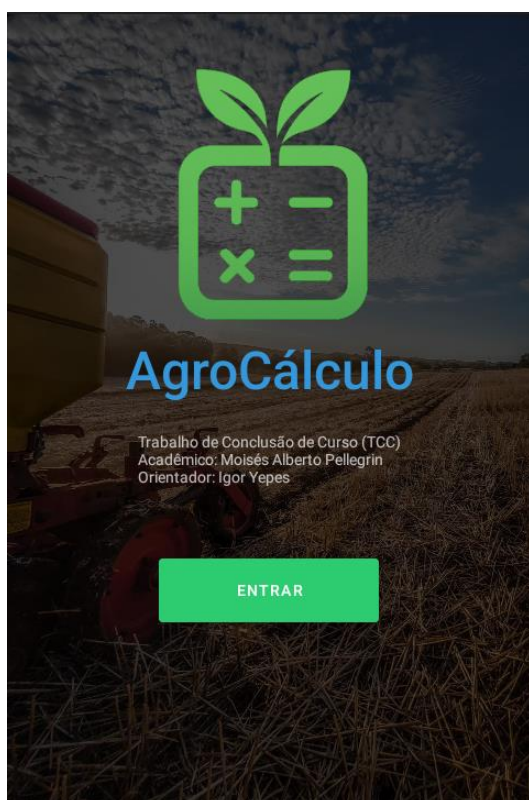 AgroCálculo
Trabalho de Conclusão de Curso (TCC)
Acadêmico: Moisés Alberto Pellegrin
Orientador: Igor Yepes
ENTRAR